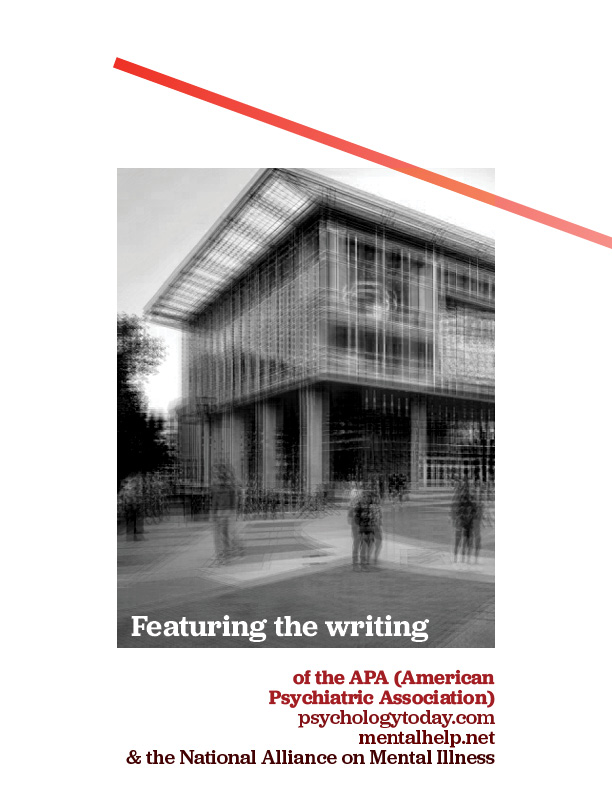 Featuring the writing
of the APA (American
Psychiatric Association)
psychologytoday.com
mentalhelp.net
& the National Alliance on Mental Illness